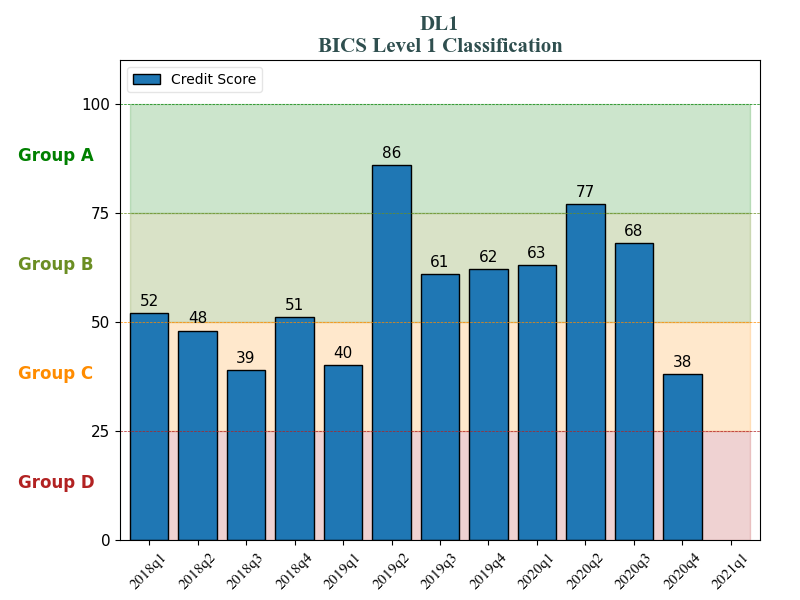 DL1
BICS Level 1 Classification
Credit Score
100
75
50
25
0
Group A
Group B
Group C
Group D
52
48
39
51
40
86
61
62
63
77
68
38
2018q1
2018q2
2018q3
2018q4
2019q1
2019q2
2019q3
2019q4
2020q1
2020q2
2020q3
2020q4
2021q1